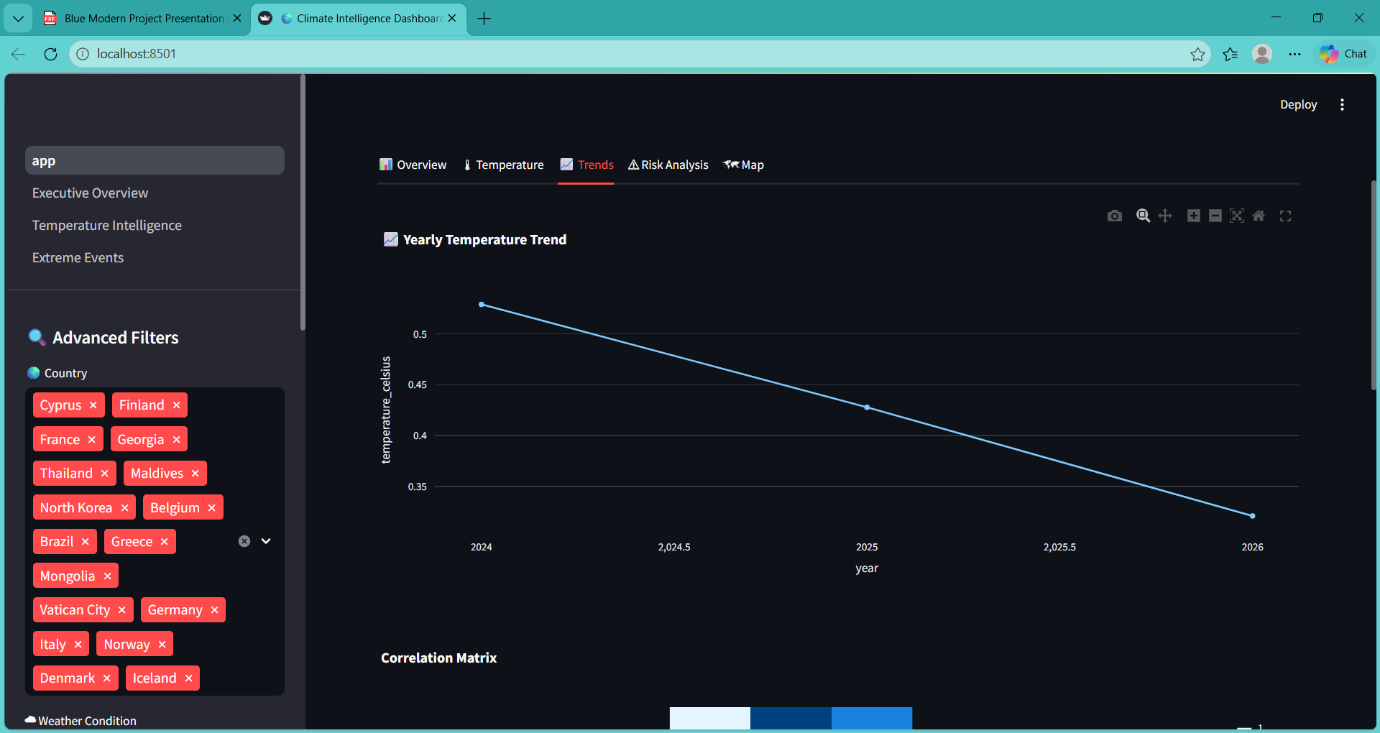 Blue Modern Project Presentation.
Climate Intelligence Dashboard
localhost:8501
Chat
Deploy
app
Executive Overview
Temperature Intelligence
Extreme Events
Advanced Filters
Country
Cyprus × Finland ×
France × Georgia ×
Thailand × Maldives ×
North Korea × Belgium ×
Brazil × Greece ×
Mongolia ×
Vatican City × Germany ×
Italy × Norway ×
Denmark × Iceland ×
Weather Condition
Overview Temperature Trends Risk Analysis Map
Yearly Temperature Trend
0.5
0.45
0.4
0.35
temperature_celsius
2024 2,024.5 2025 2,025.5 2026
year
Correlation Matrix
1